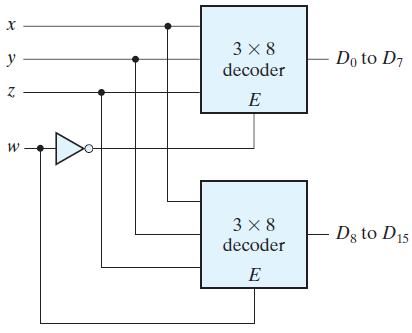 x
y
z
w
3 × 8
decoder
E
D₀ to D₇
3 × 8
decoder
E
D₈ to D₁₅